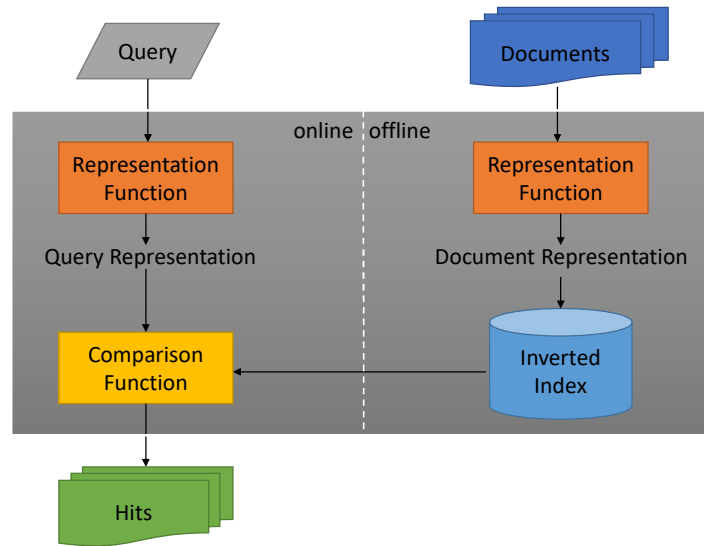 Query
Documents
online
offline
Representation
Function
Representation
Function
Query Representation
Document Representation
Comparison
Function
Inverted
Index
Hits